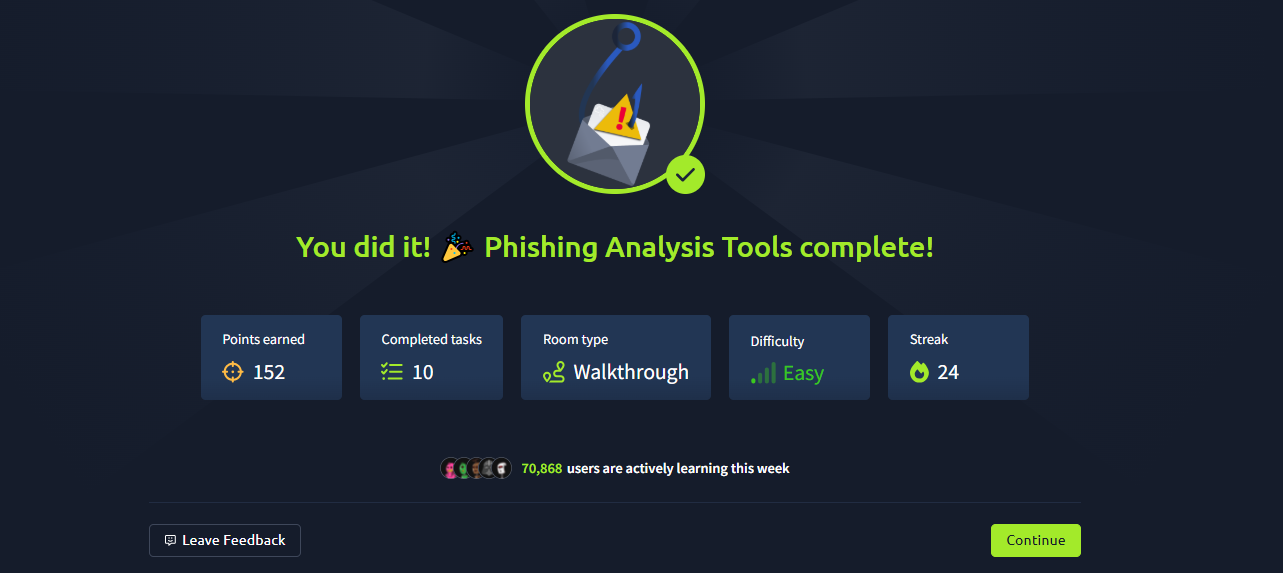 You did it! 🎉 Phishing Analysis Tools complete!
Points earned
152
Completed tasks
10
Room type
Walkthrough
Difficulty
Easy
Streak
24
70,868 users are actively learning this week
Leave Feedback
Continue